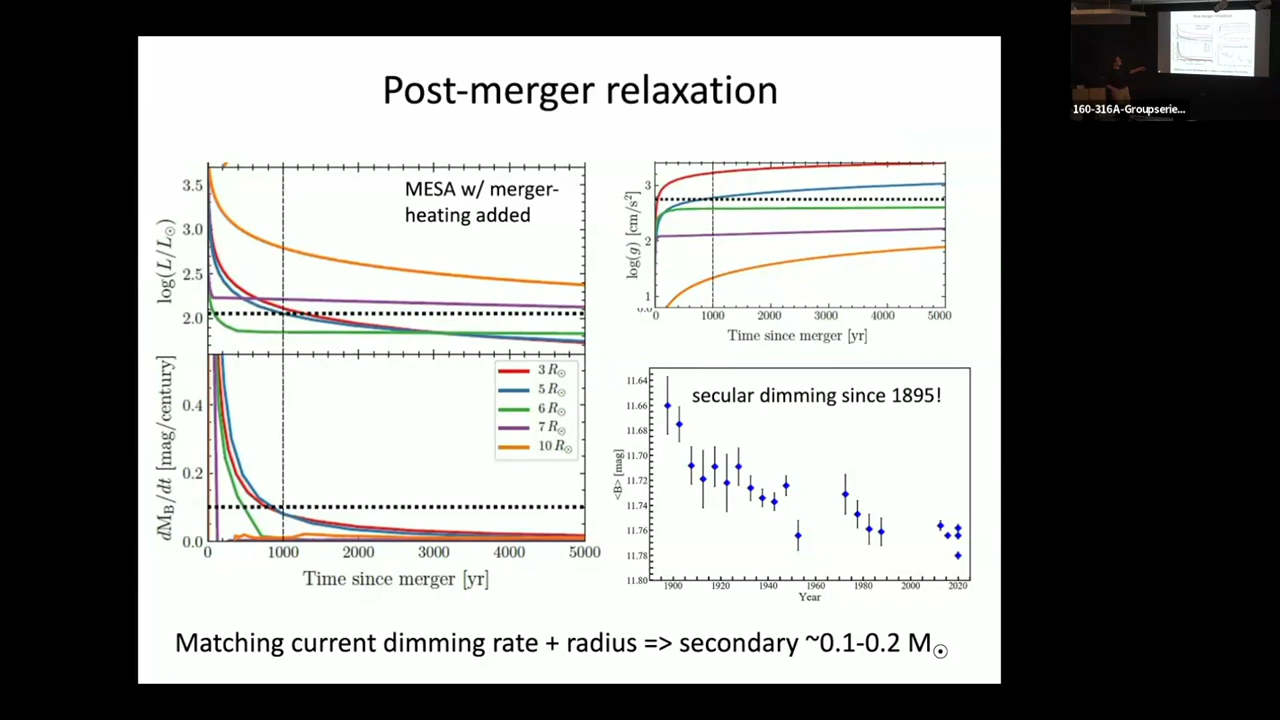 Post-merger relaxation
160-316A-Groupserie...
MESA w/ merger-
heating added
log(L/L☉)
3.5
3.0
2.5
2.0
dM_B/dt [mag/century]
0.4
0.2
0.0
3 R☉
5 R☉
6 R☉
7 R☉
10 R☉
0 1000 2000 3000 4000 5000
Time since merger [yr]
log(g) [cm/s²]
3
2
1
0 1000 2000 3000 4000 5000
Time since merger [yr]
secular dimming since 1895!
<B> [mag]
11.64
11.66
11.68
11.70
11.72
11.74
11.76
11.78
11.80
1900 1920 1940 1960 1980 2000 2020
Year
Matching current dimming rate + radius => secondary ~0.1-0.2 M☉